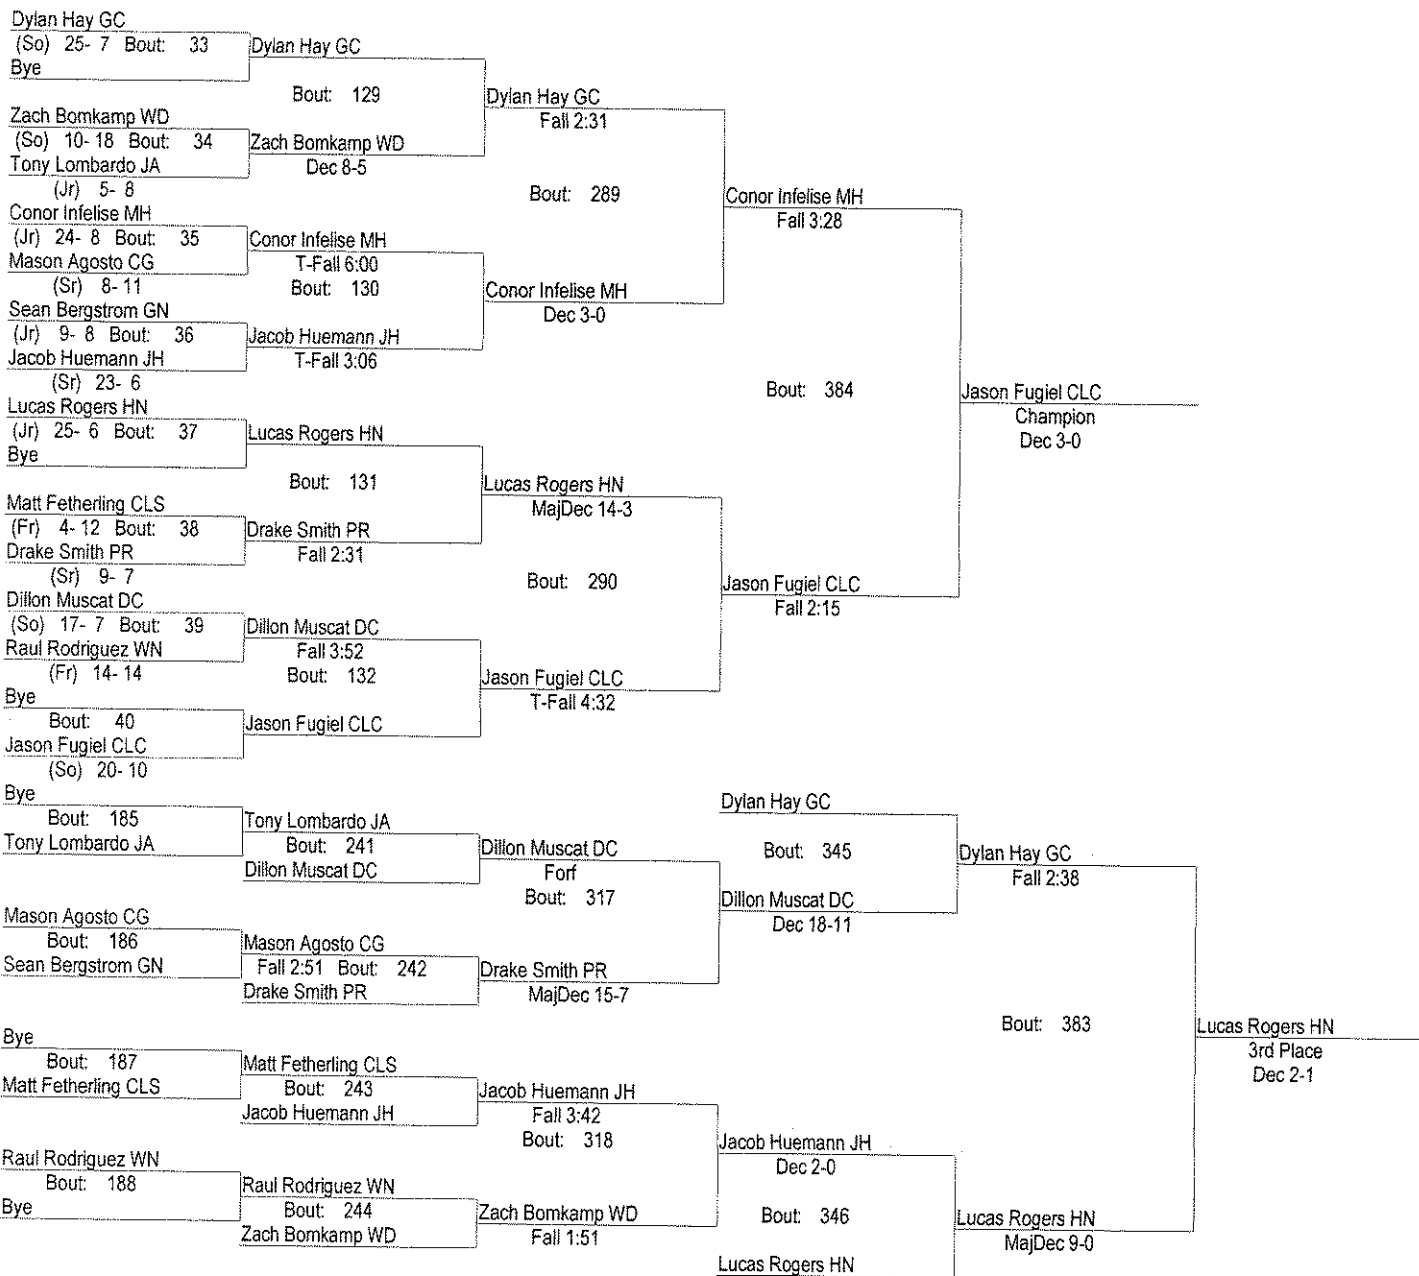 Dylan Hay GC
(So) 25- 7 Bout: 33
Bye
Dylan Hay GC
Bout: 129
Zach Bomkamp WD
(So) 10- 18 Bout: 34
Tony Lombardo JA
(Jr) 5- 8
Zach Bomkamp WD
Dec 8-5
Dylan Hay GC
Fall 2:31
Bout: 289
Conor Infelise MH
(Jr) 24- 8 Bout: 35
Mason Agosto CG
(Sr) 8- 11
Conor Infelise MH
T-Fall 6:00
Bout: 130
Sean Bergstrom GN
(Jr) 9- 8 Bout: 36
Jacob Huemann JH
(Sr) 23- 6
Jacob Huemann JH
T-Fall 3:06
Conor Infelise MH
Dec 3-0
Conor Infelise MH
Fall 3:28
Bout: 384
Lucas Rogers HN
(Jr) 25- 6 Bout: 37
Bye
Lucas Rogers HN
Bout: 131
Matt Fetherling CLS
(Fr) 4- 12 Bout: 38
Drake Smith PR
(Sr) 9- 7
Drake Smith PR
Fall 2:31
Lucas Rogers HN
MajDec 14-3
Bout: 290
Dillon Muscat DC
(So) 17- 7 Bout: 39
Raul Rodriguez WN
(Fr) 14- 14
Dillon Muscat DC
Fall 3:52
Bout: 132
Bye
Bout: 40
Jason Fugiel CLC
(So) 20- 10
Jason Fugiel CLC
Jason Fugiel CLC
T-Fall 4:32
Jason Fugiel CLC
Fall 2:15
Jason Fugiel CLC
Champion
Dec 3-0
Bye
Bout: 185
Tony Lombardo JA
Tony Lombardo JA
Bout: 241
Dillon Muscat DC
Dillon Muscat DC
Forf
Bout: 317
Mason Agosto CG
Bout: 186
Sean Bergstrom GN
Mason Agosto CG
Fall 2:51 Bout: 242
Drake Smith PR
Drake Smith PR
MajDec 15-7
Dylan Hay GC
Bout: 345
Dillon Muscat DC
Dec 18-11
Dylan Hay GC
Fall 2:38
Bout: 383
Bye
Bout: 187
Matt Fetherling CLS
Matt Fetherling CLS
Bout: 243
Jacob Huemann JH
Jacob Huemann JH
Fall 3:42
Bout: 318
Raul Rodriguez WN
Bout: 188
Bye
Raul Rodriguez WN
Bout: 244
Zach Bomkamp WD
Zach Bomkamp WD
Fall 1:51
Jacob Huemann JH
Dec 2-0
Bout: 346
Lucas Rogers HN
Lucas Rogers HN
MajDec 9-0
Lucas Rogers HN
3rd Place
Dec 2-1